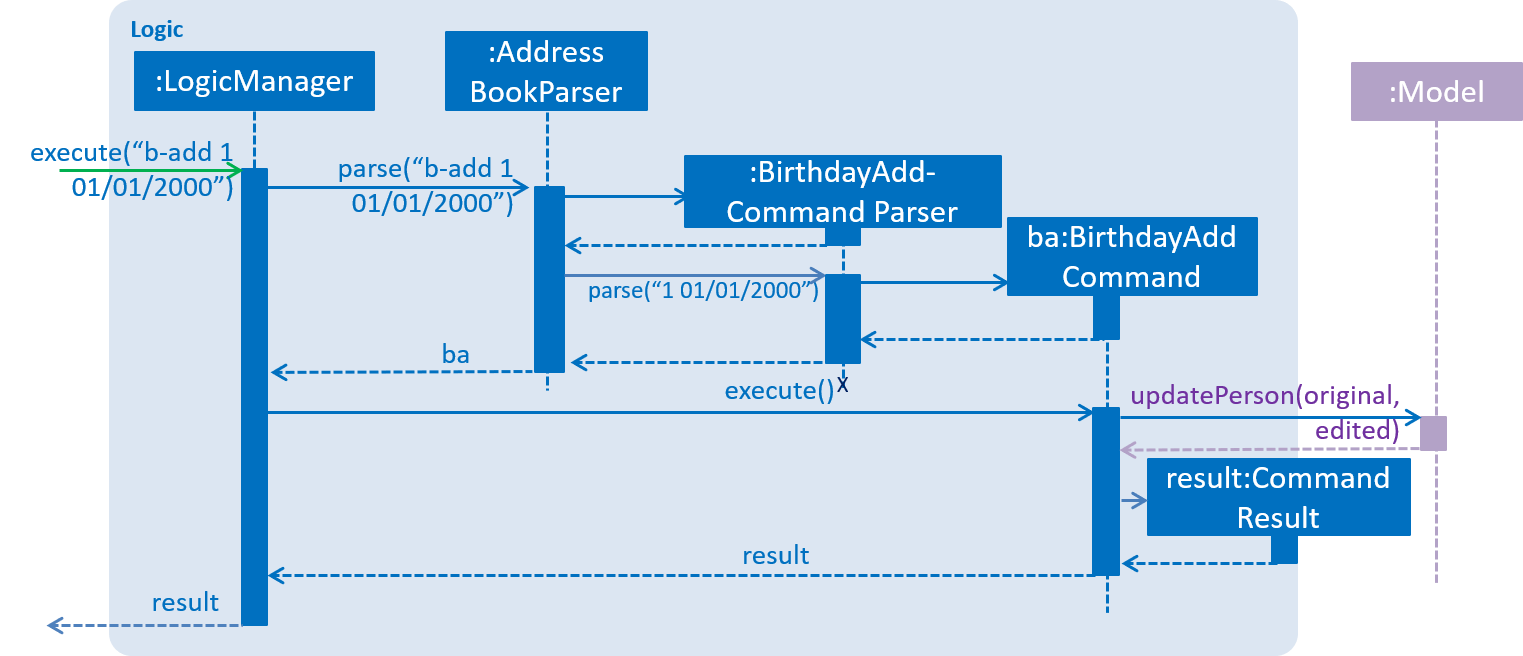 Logic
:LogicManager
:Address
BookParser
:Model
execute(“b-add 1
01/01/2000”)
parse(“b-add 1
01/01/2000”)
:BirthdayAdd-
Command Parser
ba:BirthdayAdd
Command
parse(“1 01/01/2000”)
ba
execute()
X
updatePerson(original,
edited)
result:Command
Result
result
result